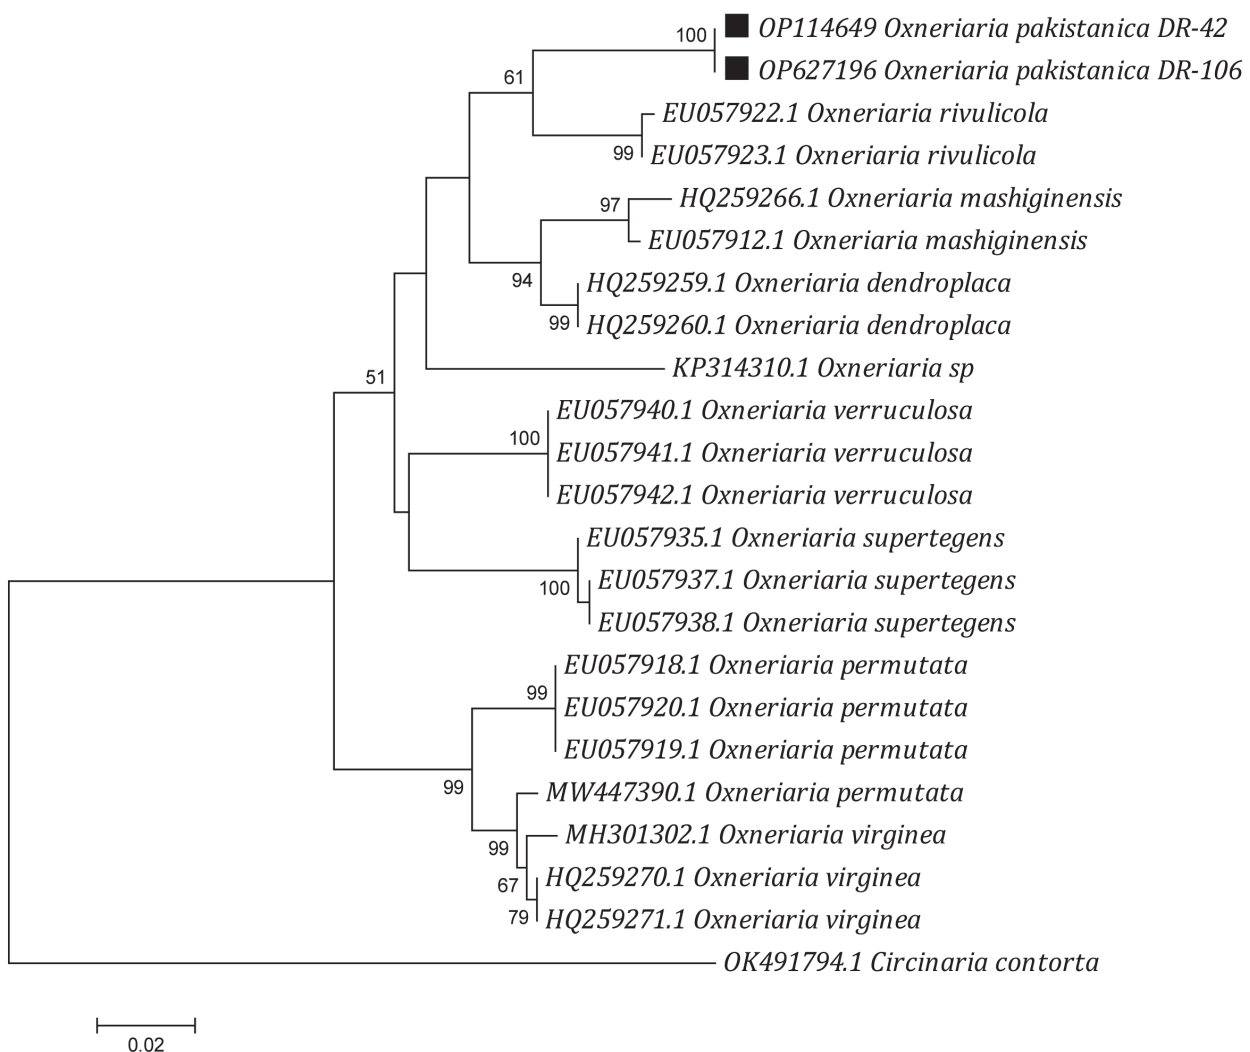 100
OP114649 Oxneriaria pakistanica DR-42
OP627196 Oxneriaria pakistanica DR-106
61
EU057922.1 Oxneriaria rivulicola
99
EU057923.1 Oxneriaria rivulicola
97
HQ259266.1 Oxneriaria mashiginensis
EU057912.1 Oxneriaria mashiginensis
94
HQ259259.1 Oxneriaria dendroplaca
99
HQ259260.1 Oxneriaria dendroplaca
KP314310.1 Oxneriaria sp
51
EU057940.1 Oxneriaria verruculosa
100
EU057941.1 Oxneriaria verruculosa
EU057942.1 Oxneriaria verruculosa
EU057935.1 Oxneriaria supertegens
100
EU057937.1 Oxneriaria supertegens
EU057938.1 Oxneriaria supertegens
EU057918.1 Oxneriaria permutata
99
EU057920.1 Oxneriaria permutata
EU057919.1 Oxneriaria permutata
99
MW447390.1 Oxneriaria permutata
MH301302.1 Oxneriaria virginea
99
67
HQ259270.1 Oxneriaria virginea
79
HQ259271.1 Oxneriaria virginea
OK491794.1 Circinaria contorta
0.02